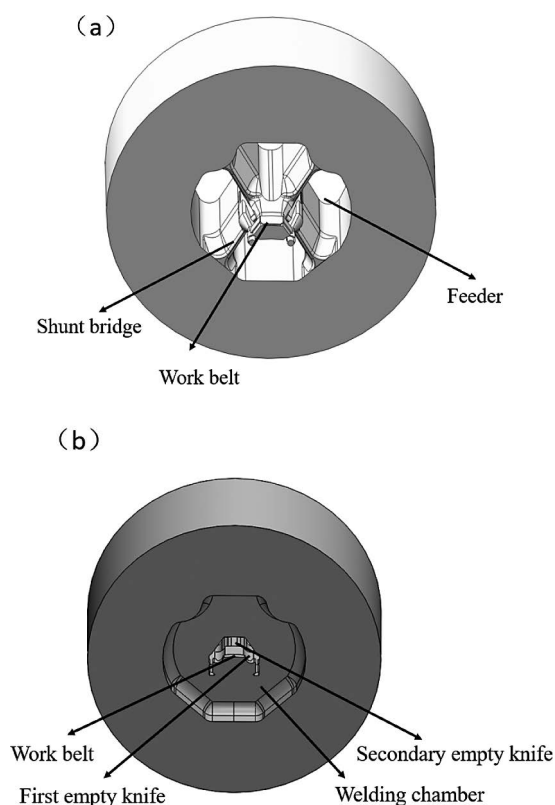 （a）
Feeder
Shunt bridge
Work belt
（b）
Work belt
Secondary empty knife
First empty knife
Welding chamber